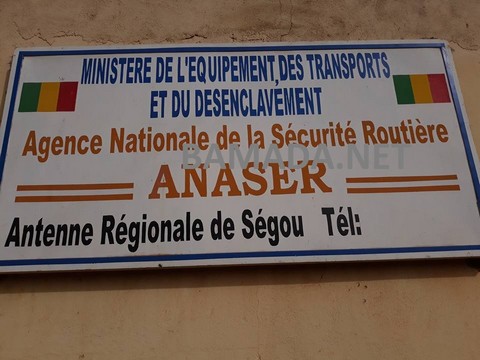 MINISTERE DE L'EQUIPEMENT, DES TRANSPORTS
ET DU DESENCLAVEMENT
Agence Nationale de la Sécurité Routière
BAMADA.NET
ANASER
Antenne Régionale de Ségou Tél: